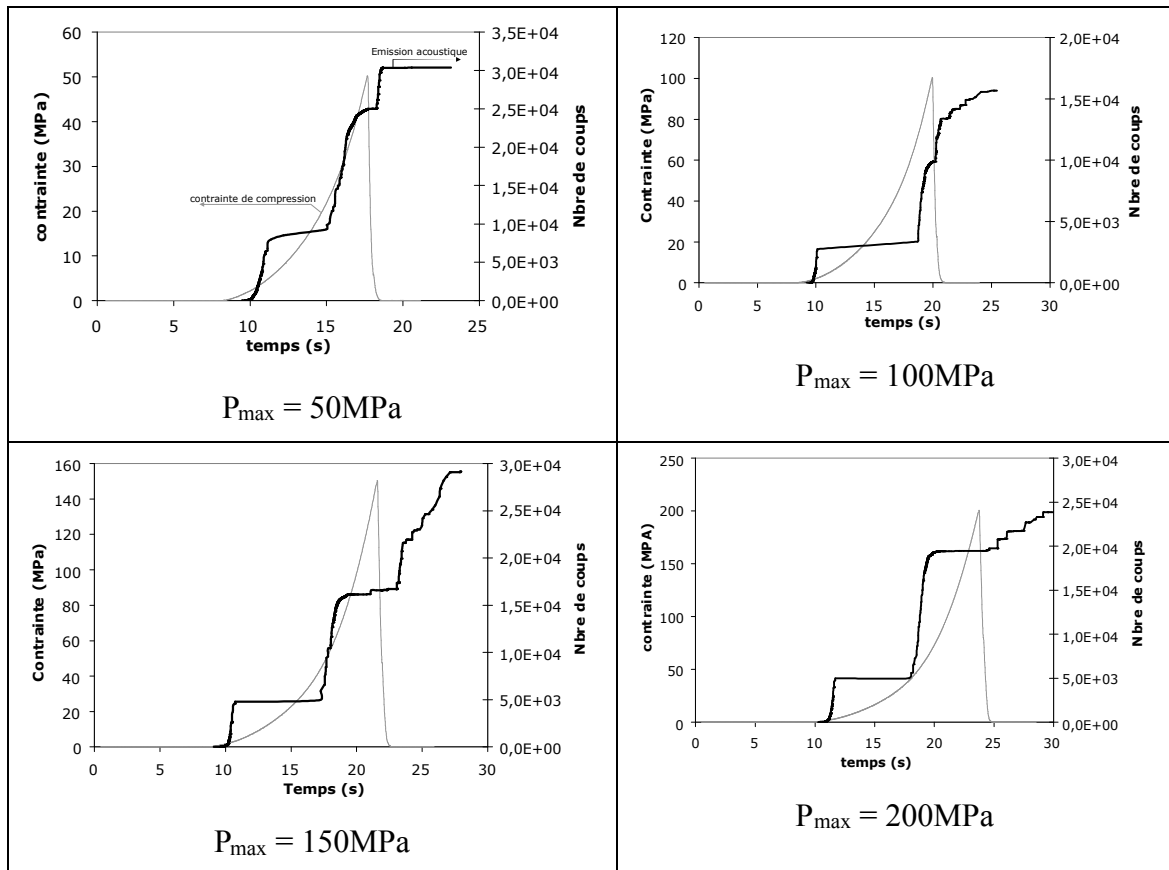 60
50
40
30
20
10
0
contrainte (MPa)
3,5E+04
3,0E+04
2,5E+04
2,0E+04
1,5E+04
1,0E+04
5,0E+03
0,0E+00
Nbre de coups
Emission acoustique
contrainte de compression
0 5 10 15 20 25
temps (s)
Pmax = 50MPa
120
100
80
60
40
20
0
Contrainte (MPa)
2,0E+04
1,5E+04
1,0E+04
5,0E+03
0,0E+00
Nbre de coups
0 5 10 15 20 25 30
temps (s)
Pmax = 100MPa
160
140
120
100
80
60
40
20
0
Contrainte (MPa)
3,0E+04
2,5E+04
2,0E+04
1,5E+04
1,0E+04
5,0E+03
0,0E+00
Nbre de coups
0 5 10 15 20 25 30
Temps (s)
Pmax = 150MPa
250
200
150
100
50
0
contrainte (MPA)
3,0E+04
2,5E+04
2,0E+04
1,5E+04
1,0E+04
5,0E+03
0,0E+00
Nbre de coups
0 5 10 15 20 25 30
temps (s)
Pmax = 200MPa